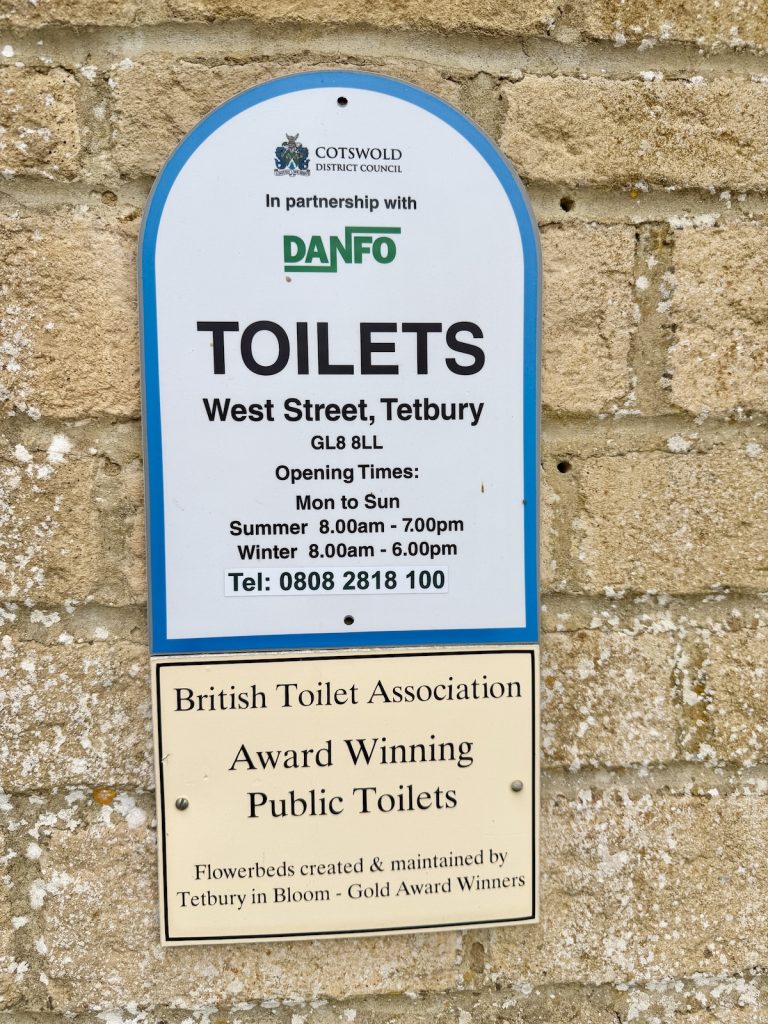 COTSWOLD
DISTRICT COUNCIL
In partnership with
DANFO
TOILETS
West Street, Tetbury
GL8 8LL
Opening Times:
Mon to Sun
Summer 8.00am - 7.00pm
Winter 8.00am - 6.00pm
Tel: 0808 2818 100
British Toilet Association
Award Winning
Public Toilets
Flowerbeds created & maintained by
Tetbury in Bloom - Gold Award Winners